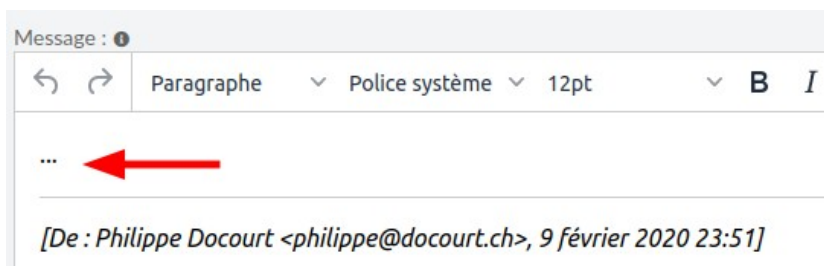 Message :
Paragraphe Police système 12pt B I
...
[De : Philippe Docourt <philippe@docourt.ch>, 9 février 2020 23:51]